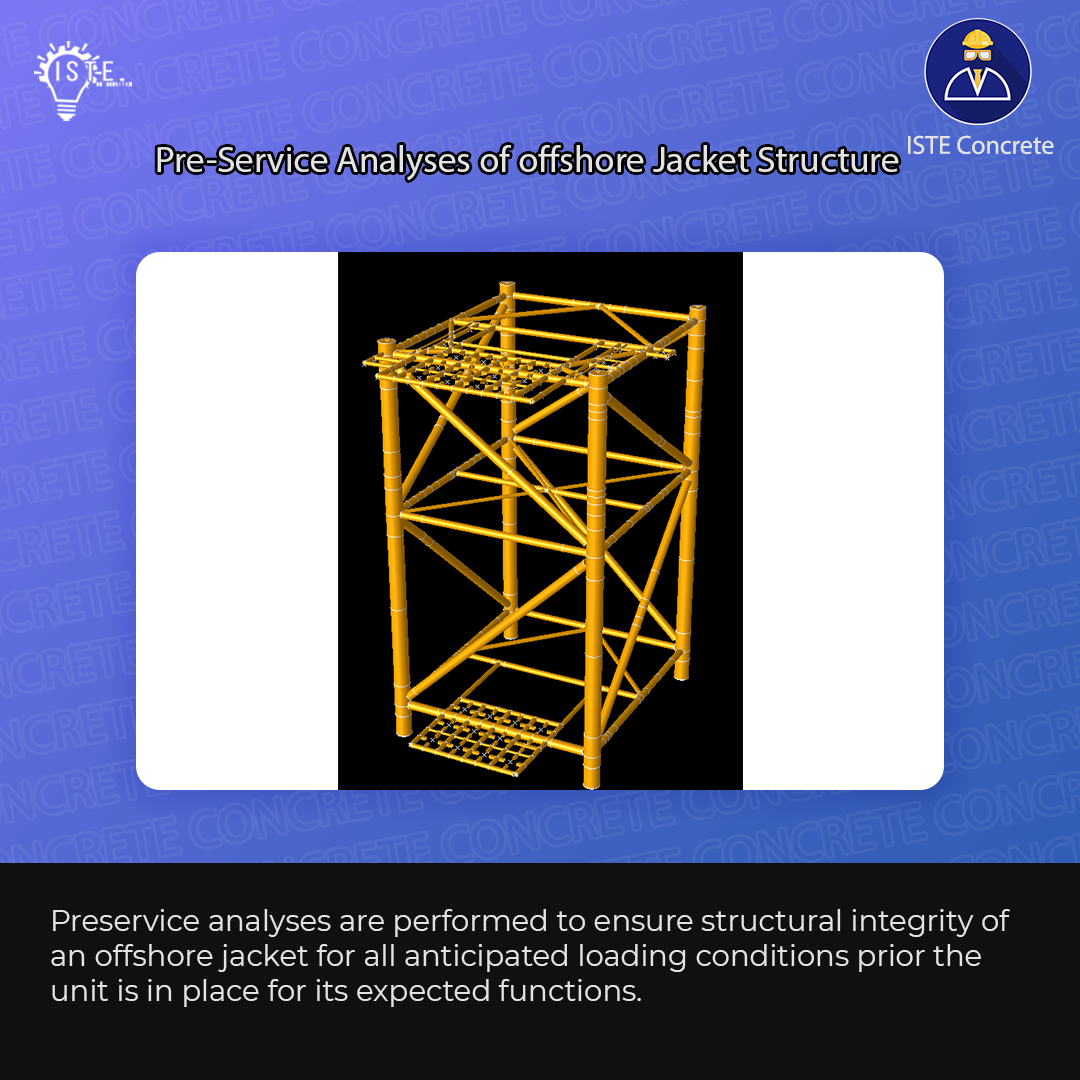 ISTE.
ISTE Concrete
Pre-Service Analyses of offshore Jacket Structure
Preservice analyses are performed to ensure structural integrity of
an offshore jacket for all anticipated loading conditions prior the
unit is in place for its expected functions.